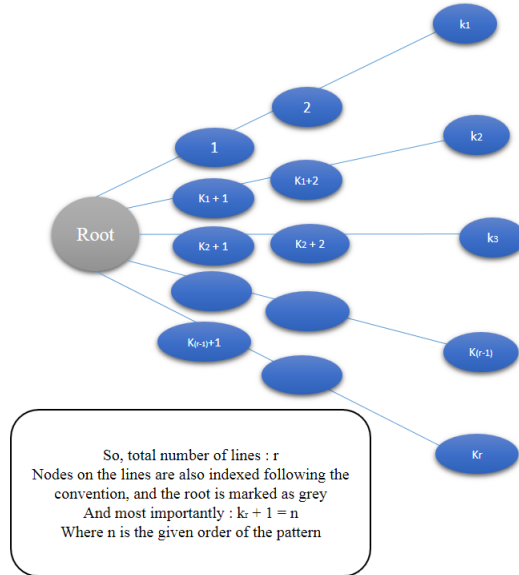 k₁
2
1
k₂
K₁+2
K₁ + 1
Root
K₂ + 1
K₂ + 2
k₃
K₍ᵣ₋₁₎+1
K₍ᵣ₋₁₎
Kᵣ
So, total number of lines : r
Nodes on the lines are also indexed following the
convention, and the root is marked as grey
And most importantly : kᵣ + 1 = n
Where n is the given order of the pattern